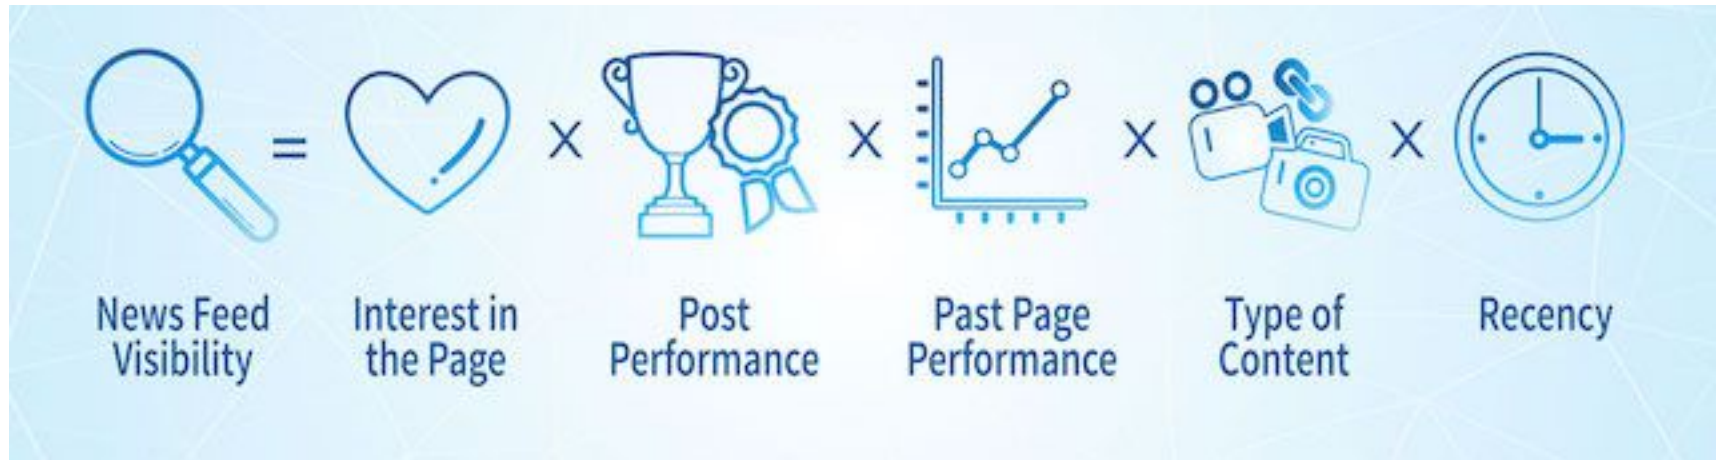 = X X X X
News Feed
Visibility
Interest in
the Page
Post
Performance
Past Page
Performance
Type of
Content
Recency